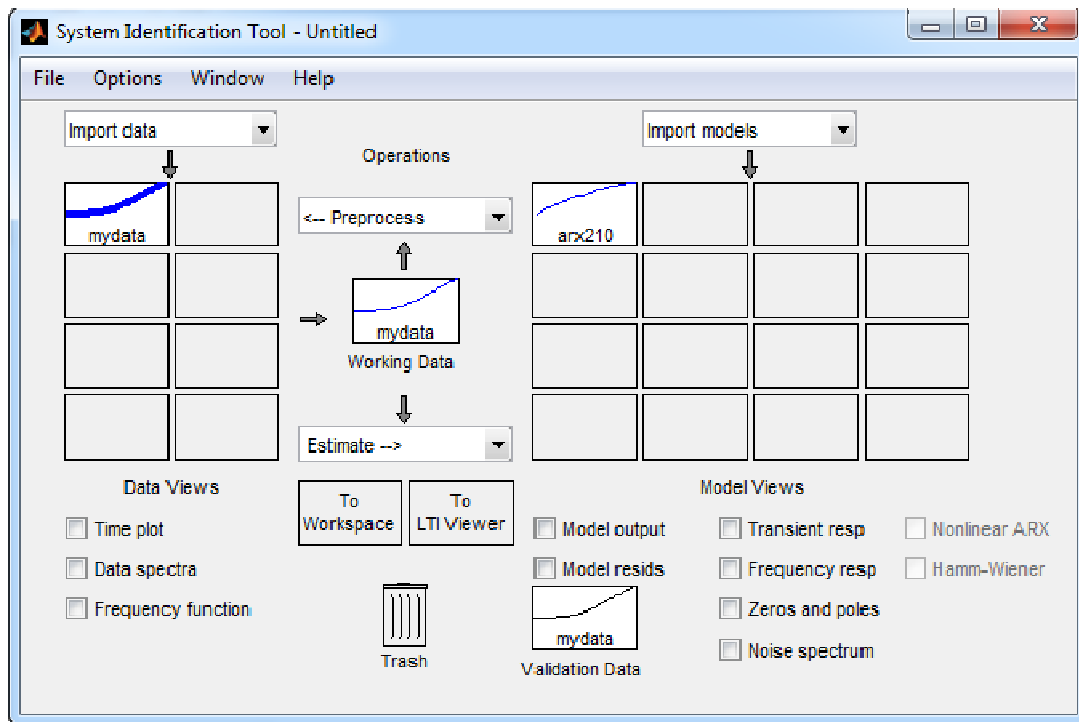 System Identification Tool - Untitled
File Options Window Help
Import data
Import models
Operations
mydata
<-- Preprocess
arx210
mydata
Working Data
Estimate -->
Data Views
Model Views
To Workspace
To LTI Viewer
Time plot
Data spectra
Frequency function
Model output
Model resids
Transient resp
Frequency resp
Zeros and poles
Noise spectrum
Nonlinear ARX
Hamm-Wiener
mydata
Trash
Validation Data